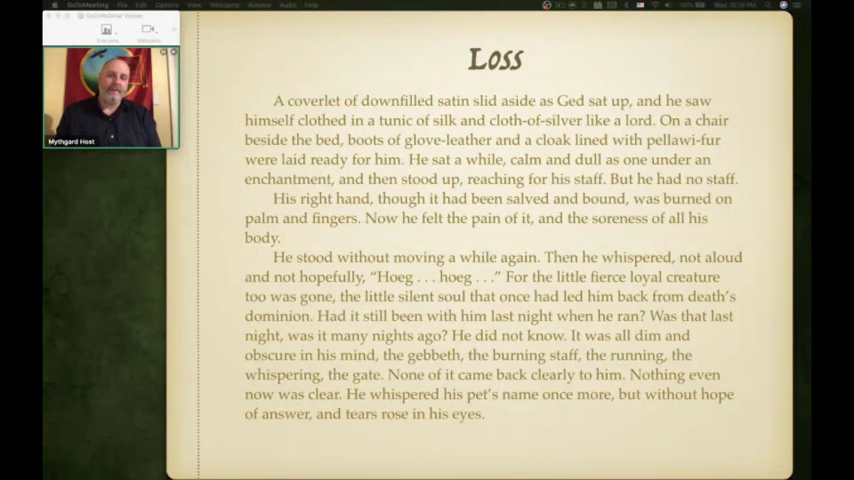 GoToMeeting File Edit Options View Welcome Window Audio Help
GoToWebinar Viewer
Mythgard Host
Loss
A coverlet of downfilled satin slid aside as Ged sat up, and he saw
himself clothed in a tunic of silk and cloth-of-silver like a lord. On a chair
beside the bed, boots of glove-leather and a cloak lined with pellawi-fur
were laid ready for him. He sat a while, calm and dull as one under an
enchantment, and then stood up, reaching for his staff. But he had no staff.
His right hand, though it had been salved and bound, was burned on
palm and fingers. Now he felt the pain of it, and the soreness of all his
body.
He stood without moving a while again. Then he whispered, not aloud
and not hopefully, “Hoeg . . . hoeg . . .” For the little fierce loyal creature
too was gone, the little silent soul that once had led him back from death’s
dominion. Had it still been with him last night when he ran? Was that last
night, was it many nights ago? He did not know. It was all dim and
obscure in his mind, the gebbeth, the burning staff, the running, the
whispering, the gate. None of it came back clearly to him. Nothing even
now was clear. He whispered his pet’s name once more, but without hope
of answer, and tears rose in his eyes.